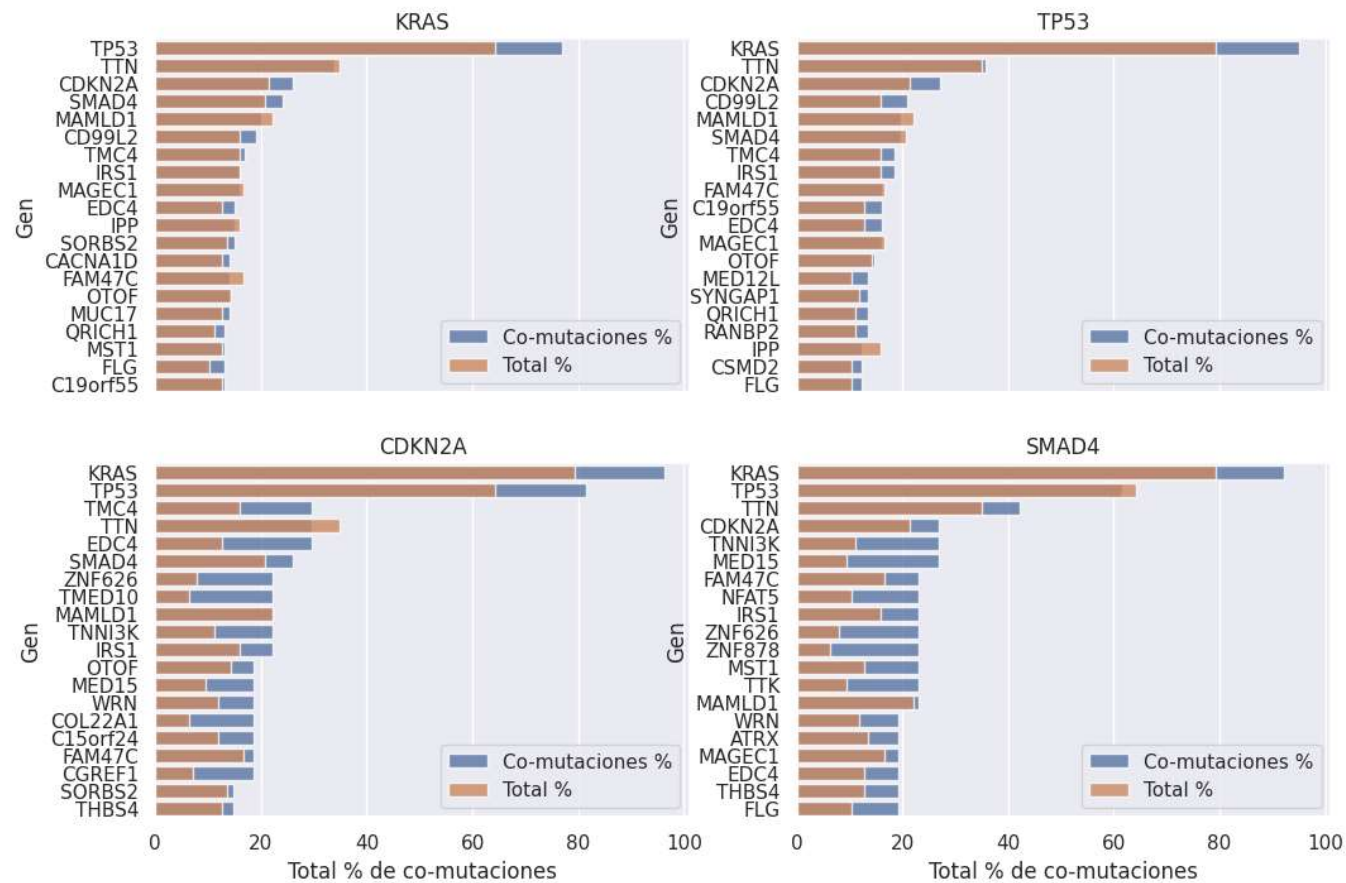 KRAS
Gen
TP53
TTN
CDKN2A
SMAD4
MAMLD1
CD99L2
TMC4
IRS1
MAGEC1
EDC4
IPP
SORBS2
CACNA1D
FAM47C
OTOF
MUC17
QRICH1
MST1
FLG
C19orf55
Co-mutaciones %
Total %
TP53
Gen
KRAS
TTN
CDKN2A
CD99L2
MAMLD1
SMAD4
TMC4
IRS1
FAM47C
C19orf55
EDC4
MAGEC1
OTOF
MED12L
SYNGAP1
QRICH1
RANBP2
IPP
CSMD2
FLG
Co-mutaciones %
Total %
CDKN2A
Gen
KRAS
TP53
TMC4
TTN
EDC4
SMAD4
ZNF626
TMED10
MAMLD1
TNNI3K
IRS1
OTOF
MED15
WRN
COL22A1
C15orf24
FAM47C
CGREF1
SORBS2
THBS4
Co-mutaciones %
Total %
0 20 40 60 80 100
Total % de co-mutaciones
SMAD4
Gen
KRAS
TP53
TTN
CDKN2A
TNNI3K
MED15
FAM47C
NFAT5
IRS1
ZNF626
ZNF878
MST1
TTK
MAMLD1
WRN
ATRX
MAGEC1
EDC4
THBS4
FLG
Co-mutaciones %
Total %
0 20 40 60 80 100
Total % de co-mutaciones